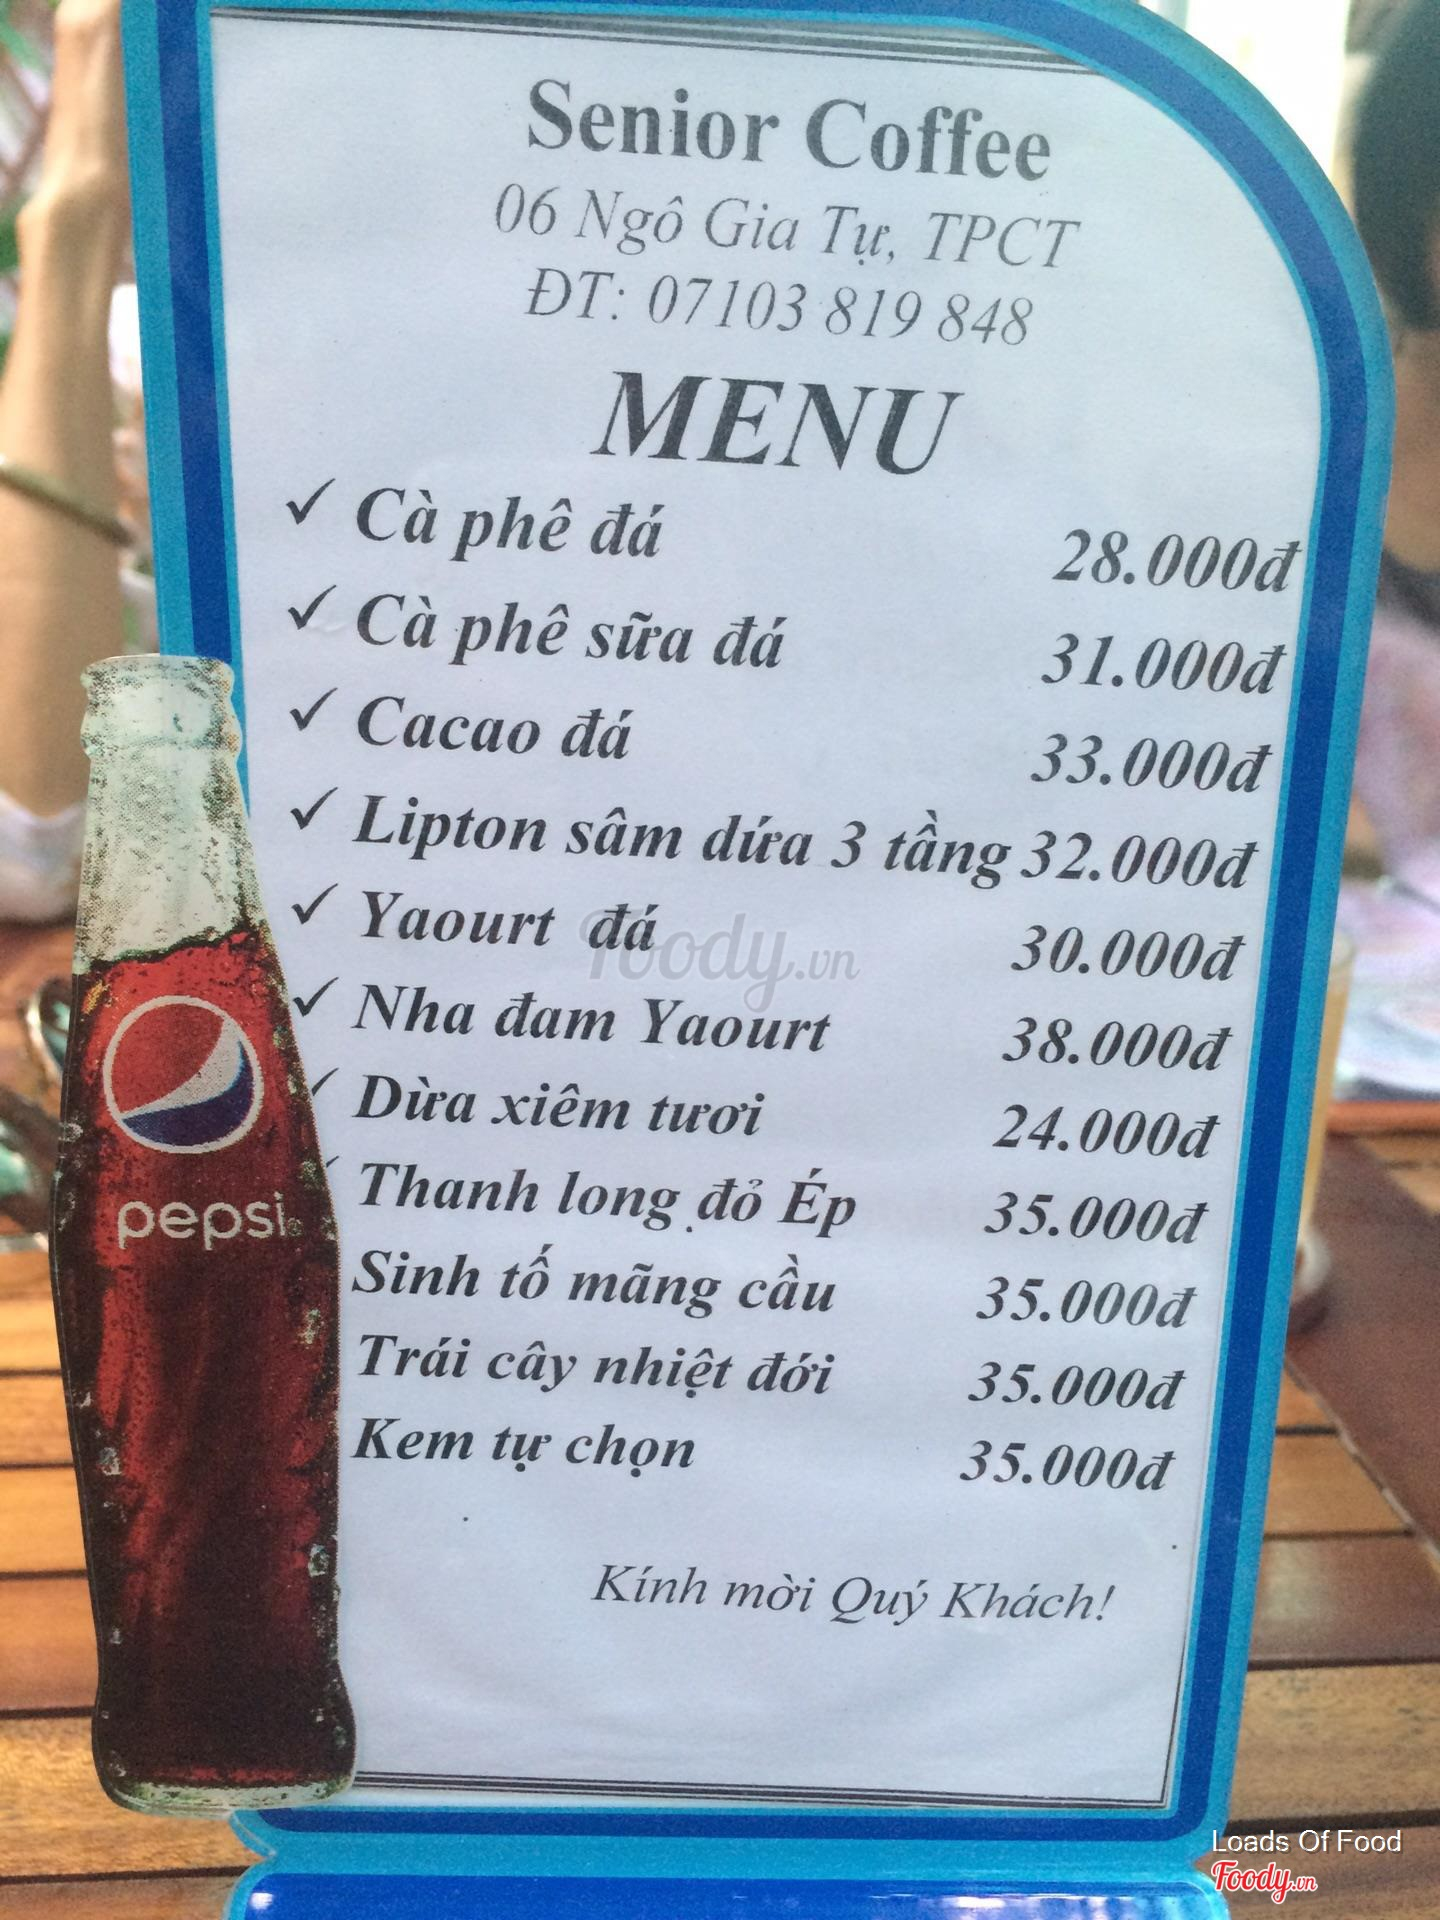 Senior Coffee
06 Ngô Gia Tự, TPCT
ĐT: 07103 819 848
MENU
✓ Cà phê đá 28.000đ
✓ Cà phê sữa đá 31.000đ
✓ Cacao đá 33.000đ
✓ Lipton sâm dứa 3 tầng 32.000đ
✓ Yaourt đá 30.000đ
✓ Nha đam Yaourt 38.000đ
✓ Dừa xiêm tươi 24.000đ
Thanh long đỏ Ép 35.000đ
Sinh tố mãng cầu 35.000đ
Trái cây nhiệt đới 35.000đ
Kem tự chọn 35.000đ
Kính mời Quý Khách!
pepsi
Foody.vn
Loads Of Food
Foody.vn